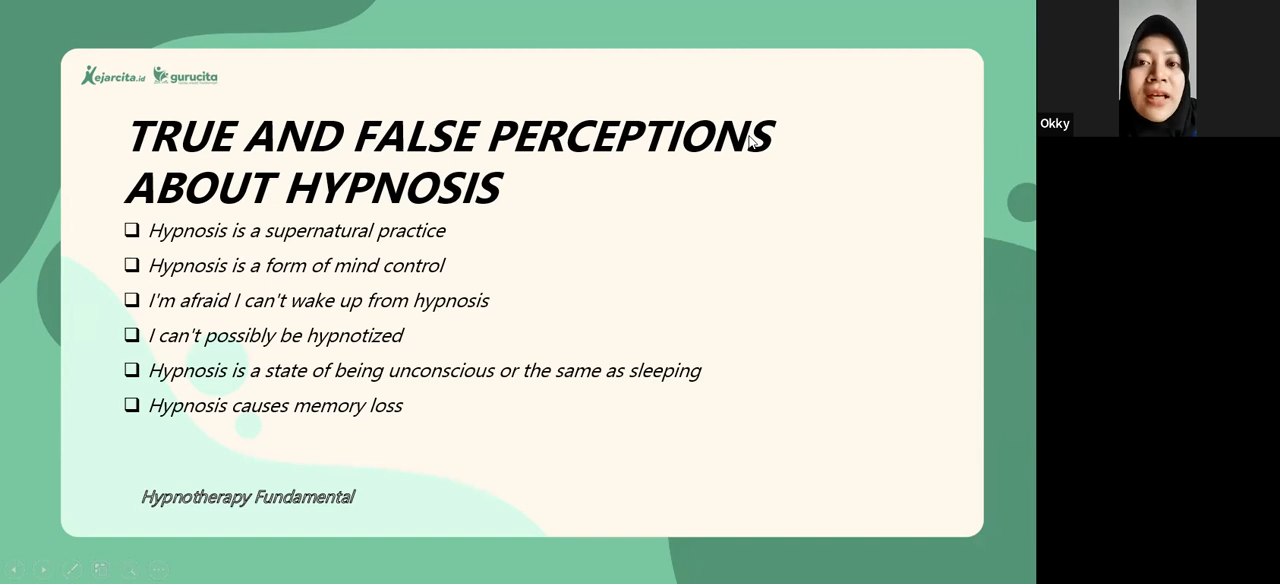 Kejarcita.id gurucita
TRUE AND FALSE PERCEPTIONS
ABOUT HYPNOSIS
❑ Hypnosis is a supernatural practice
❑ Hypnosis is a form of mind control
❑ I'm afraid I can't wake up from hypnosis
❑ I can't possibly be hypnotized
❑ Hypnosis is a state of being unconscious or the same as sleeping
❑ Hypnosis causes memory loss
Hypnotherapy Fundamental
Okky